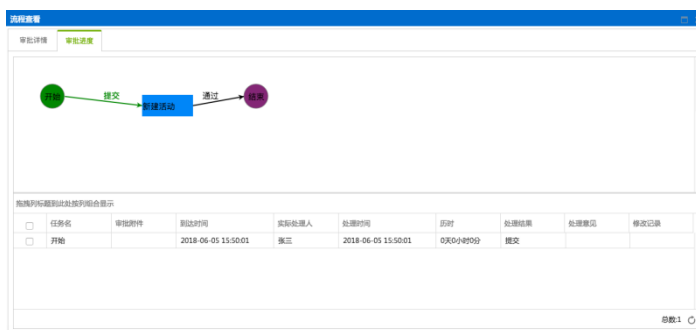 流程查看
审批详情 审批进度
开始 提交 新建活动 通过 结束
拖拽列标题到此处按列组合显示
任务名 审批附件 到达时间 实际处理人 处理时间 历时 处理结果 处理意见 修改记录
开始 2018-06-05 15:50:01 张三 2018-06-05 15:50:01 0天0小时0分 提交
总数:1